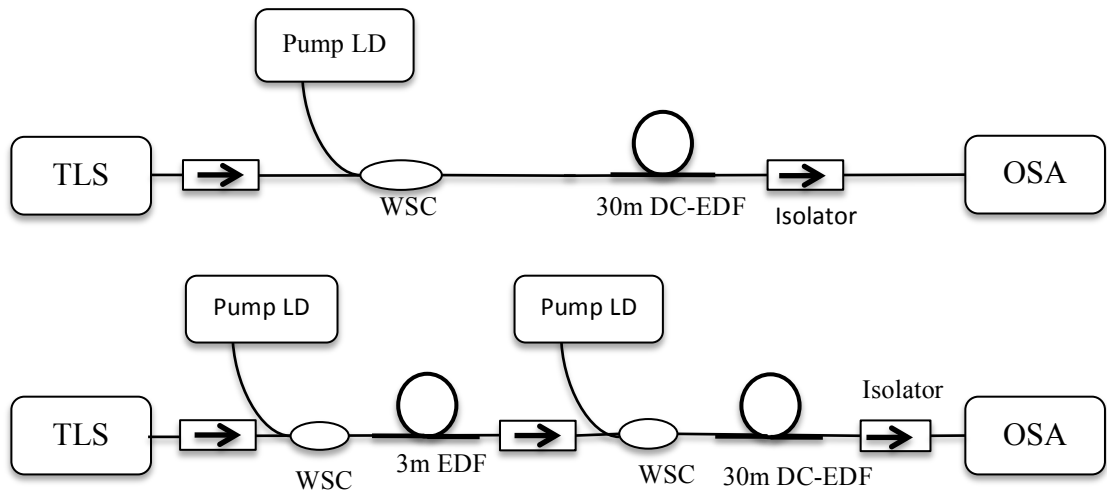 Pump LD
TLS
WSC
30m DC-EDF
Isolator
OSA
Pump LD
Pump LD
TLS
WSC
3m EDF
WSC
30m DC-EDF
Isolator
OSA